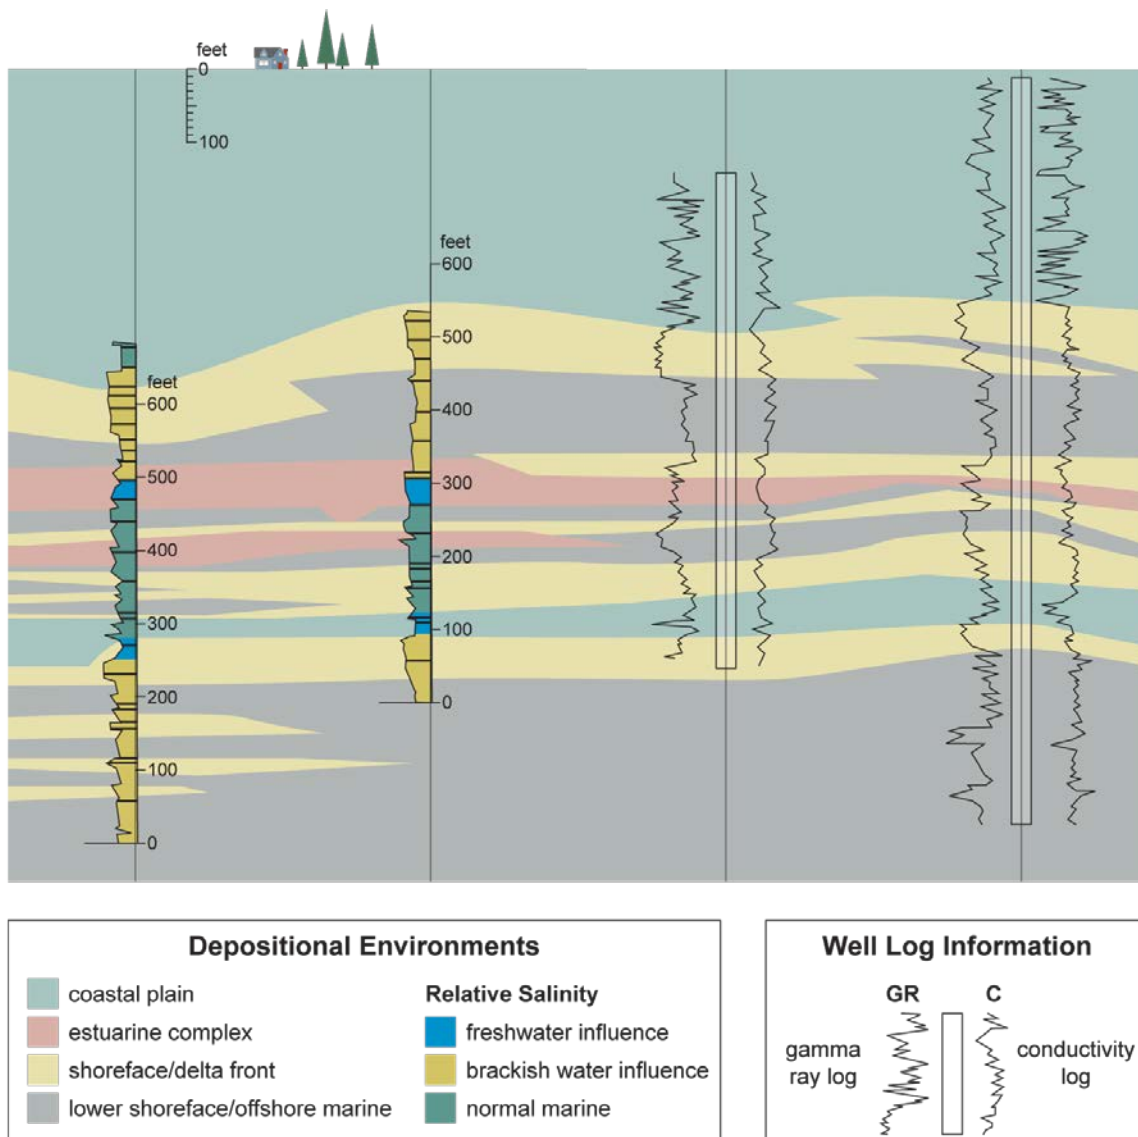 feet
0
100
feet
600
500
400
300
200
100
0
feet
600
500
400
300
200
100
0
Depositional Environments
coastal plain
estuarine complex
shoreface/delta front
lower shoreface/offshore marine
Relative Salinity
freshwater influence
brackish water influence
normal marine
Well Log Information
GR
C
gamma
ray log
conductivity
log